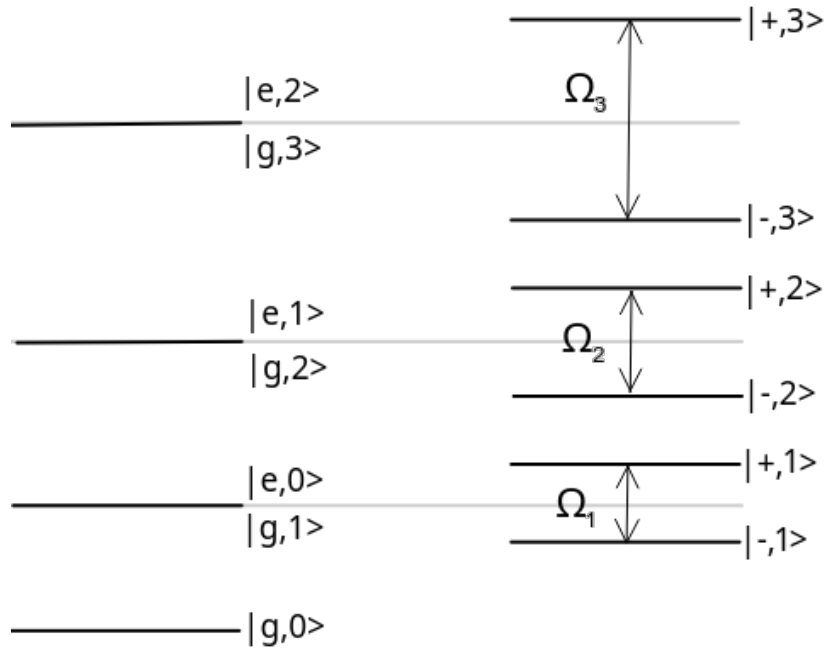 |+,3>
|e,2>
Ω₃
|g,3>
|-,3>
|+,2>
|e,1>
Ω₂
|g,2>
|-,2>
|+,1>
|e,0>
Ω₁
|g,1>
|-,1>
|g,0>